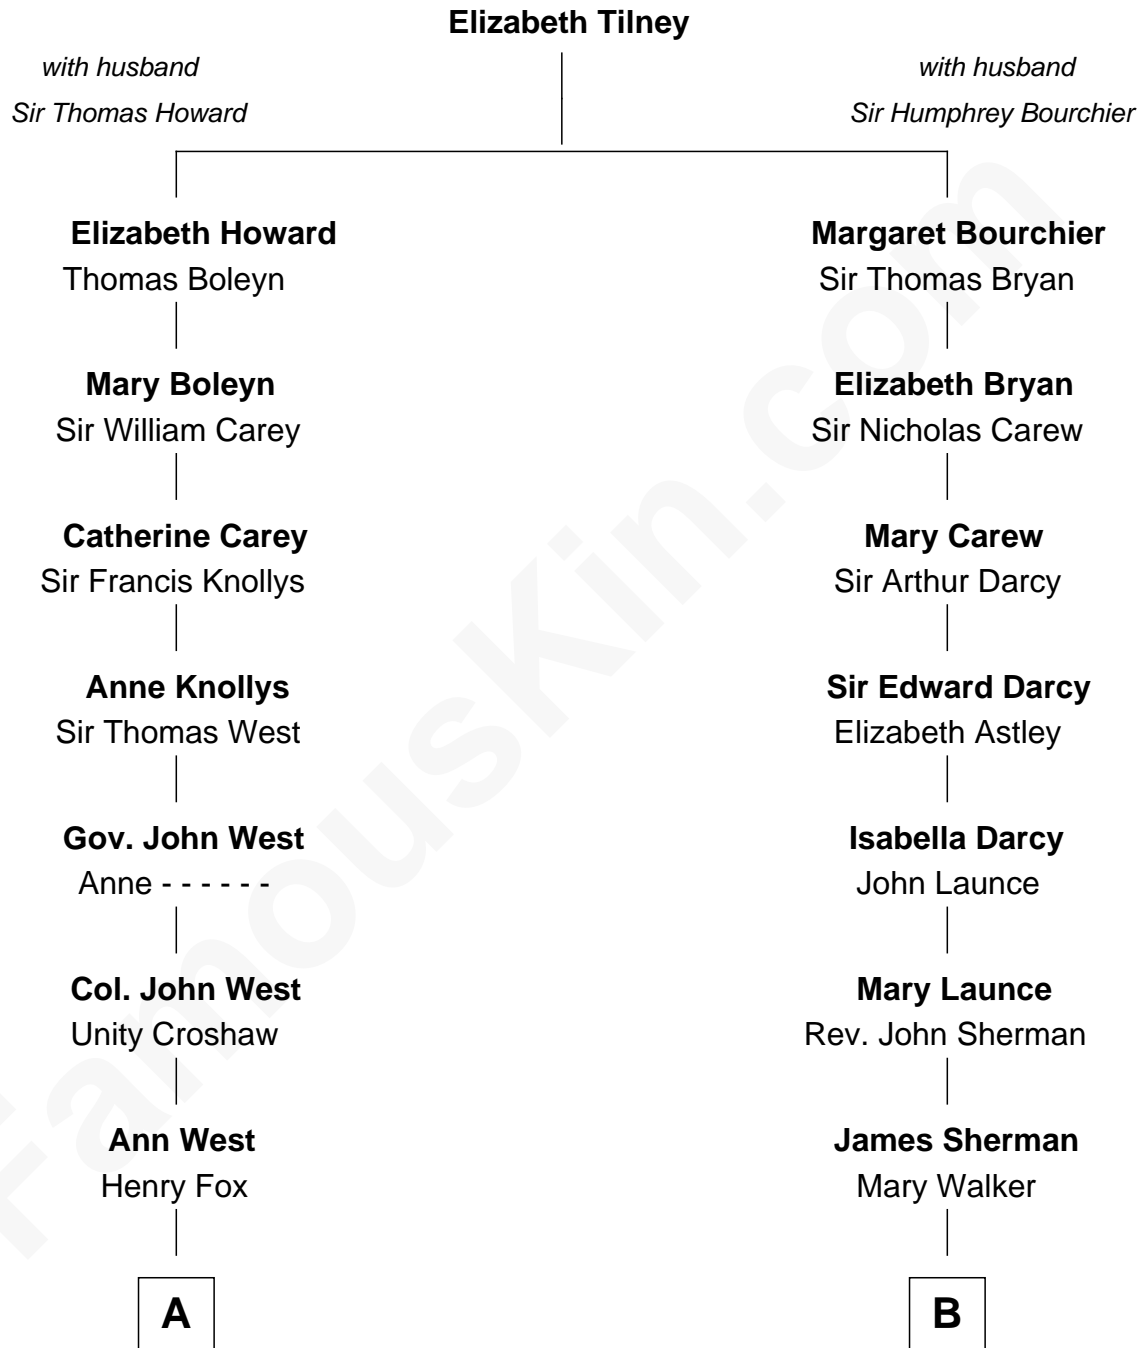 Elizabeth Tilney
with husband
Sir Thomas Howard
with husband
Sir Humphrey Bourchier
Elizabeth Howard
Thomas Boleyn
Margaret Bourchier
Sir Thomas Bryan
Mary Boleyn
Sir William Carey
Elizabeth Bryan
Sir Nicholas Carew
Catherine Carey
Sir Francis Knollys
Mary Carew
Sir Arthur Darcy
Anne Knollys
Sir Thomas West
Sir Edward Darcy
Elizabeth Astley
Gov. John West
Anne - - - - - -
Isabella Darcy
John Launce
Col. John West
Unity Croshaw
Mary Launce
Rev. John Sherman
Ann West
Henry Fox
James Sherman
Mary Walker
A
B
FamousKin.com